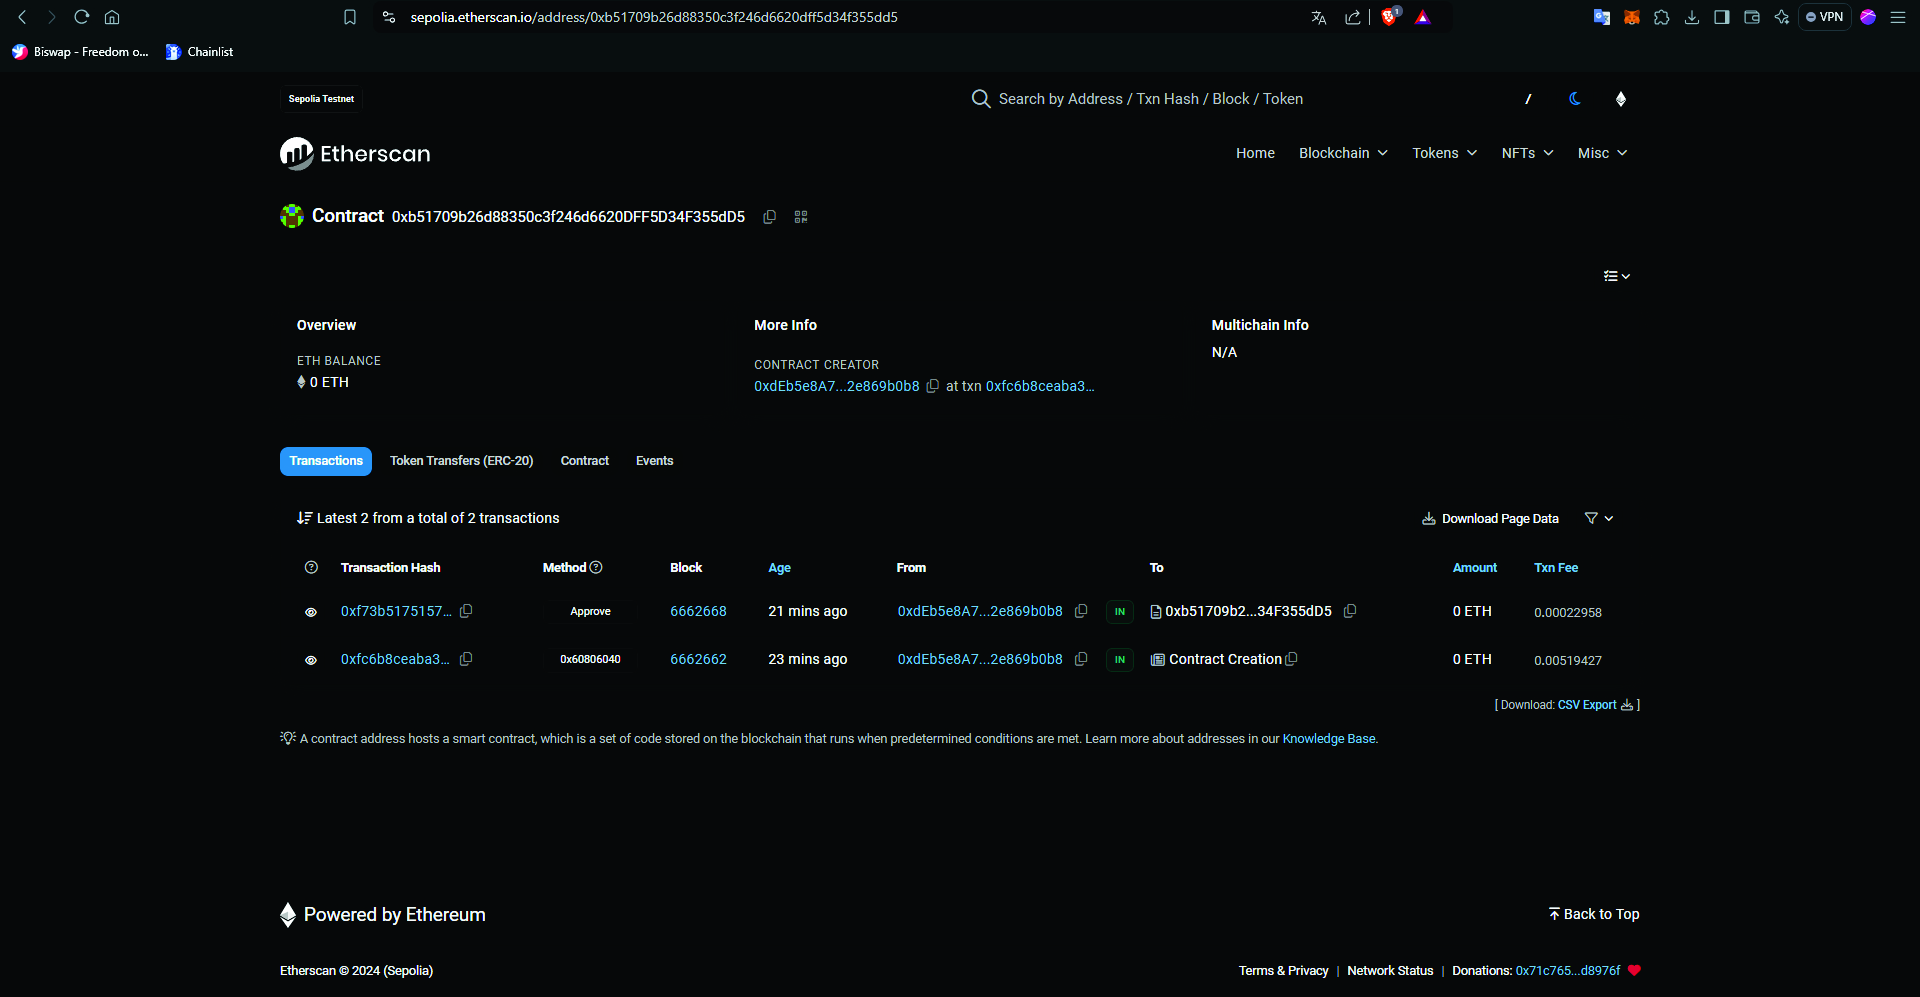 sepolia.etherscan.io/address/0xb51709b26d88350c3f246d6620dff5d34f355dd5
1
VPN
Biswap - Freedom o...
Chainlist
Sepolia Testnet
Search by Address / Txn Hash / Block / Token
/
Etherscan
Home Blockchain Tokens NFTs Misc
Contract 0xb51709b26d88350c3f246d6620DFF5D34F355dD5
Overview
ETH BALANCE
0 ETH
More Info
CONTRACT CREATOR
0xdEb5e8A7...2e869b0b8 at txn 0xfc6b8ceaba3...
Multichain Info
N/A
Transactions Token Transfers (ERC-20) Contract Events
Latest 2 from a total of 2 transactions
Download Page Data
Transaction Hash Method Block Age From To Amount Txn Fee
0xf73b5175157... Approve 6662668 21 mins ago 0xdEb5e8A7...2e869b0b8 IN 0xb51709b2...34F355dD5 0 ETH 0.00022958
0xfc6b8ceaba3... 0x60806040 6662662 23 mins ago 0xdEb5e8A7...2e869b0b8 IN Contract Creation 0 ETH 0.00519427
[ Download: CSV Export ]
A contract address hosts a smart contract, which is a set of code stored on the blockchain that runs when predetermined conditions are met. Learn more about addresses in our Knowledge Base.
Powered by Ethereum
Back to Top
Etherscan © 2024 (Sepolia)
Terms & Privacy | Network Status | Donations: 0x71c765...d8976f